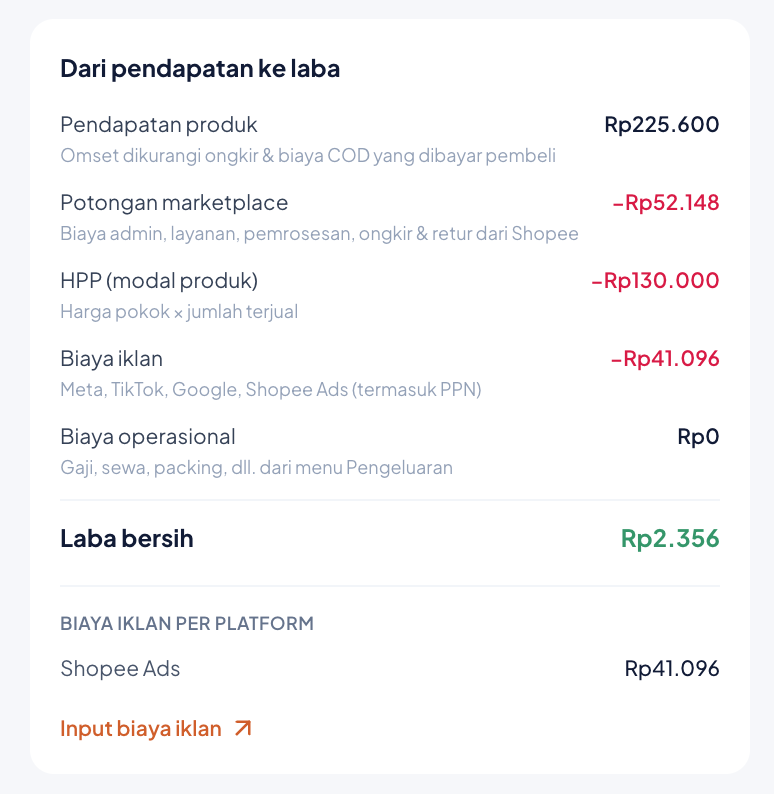 Dari pendapatan ke laba
Pendapatan produk Rp225.600
Omset dikurangi ongkir & biaya COD yang dibayar pembeli
Potongan marketplace −Rp52.148
Biaya admin, layanan, pemrosesan, ongkir & retur dari Shopee
HPP (modal produk) −Rp130.000
Harga pokok × jumlah terjual
Biaya iklan −Rp41.096
Meta, TikTok, Google, Shopee Ads (termasuk PPN)
Biaya operasional Rp0
Gaji, sewa, packing, dll. dari menu Pengeluaran
Laba bersih Rp2.356
BIAYA IKLAN PER PLATFORM
Shopee Ads Rp41.096
Input biaya iklan